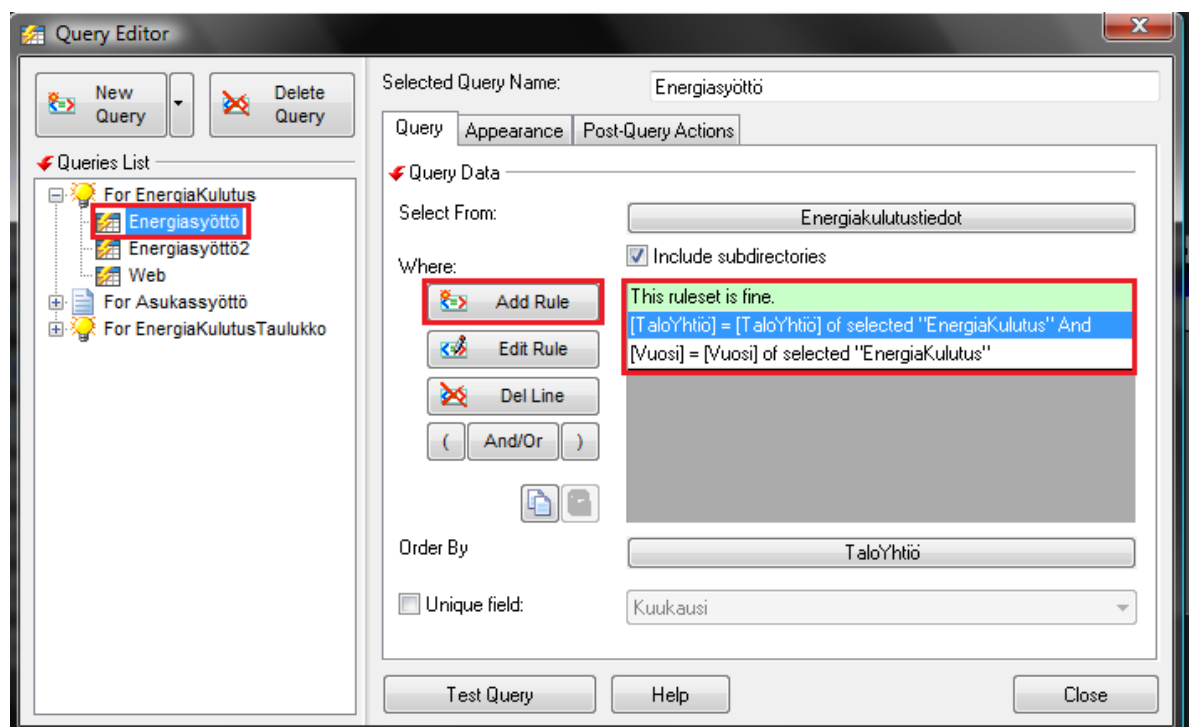 Query Editor
New
Query
Delete
Query
Queries List
For EnergiaKulutus
Energiasyöttö
Energiasyöttö2
Web
For Asukassyöttö
For EnergiaKulutusTaulukko
Selected Query Name:
Energiasyöttö
Query
Appearance
Post-Query Actions
Query Data
Select From:
Energiakulutustiedot
Include subdirectories
Where:
Add Rule
Edit Rule
Del Line
( And/Or )
This ruleset is fine.
[TaloYhtiö] = [TaloYhtiö] of selected "EnergiaKulutus" And
[Vuosi] = [Vuosi] of selected "EnergiaKulutus"
Order By
TaloYhtiö
Unique field:
Kuukausi
Test Query
Help
Close